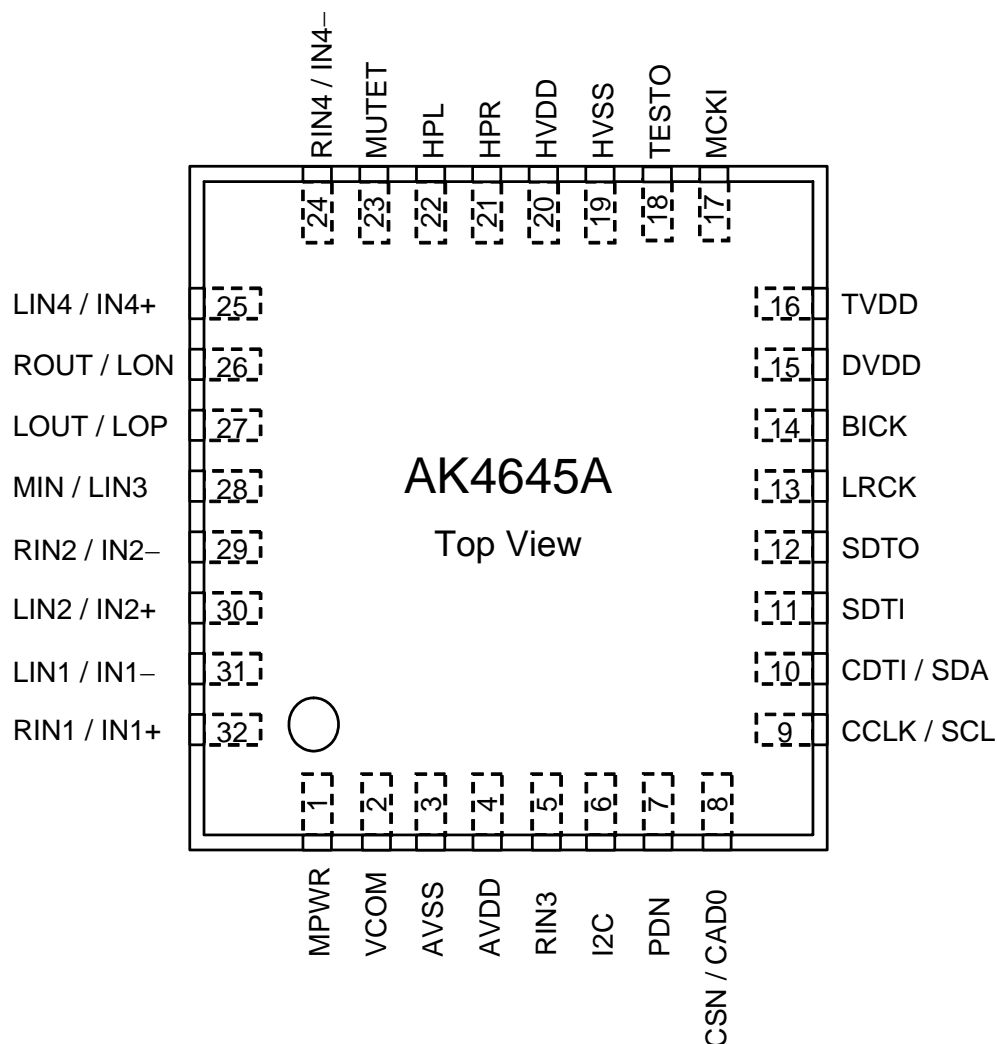 RIN4 / IN4–
MUTET
HPL
HPR
HVDD
HVSS
TESTO
MCKI
24
23
22
21
20
19
18
17
LIN4 / IN4+
25
16
TVDD
ROUT / LON
26
15
DVDD
LOUT / LOP
27
14
BICK
MIN / LIN3
28
13
LRCK
RIN2 / IN2–
29
12
SDTO
LIN2 / IN2+
30
11
SDTI
LIN1 / IN1–
31
10
CDTI / SDA
RIN1 / IN1+
32
9
CCLK / SCL
AK4645A
Top View
1
2
3
4
5
6
7
8
MPWR
VCOM
AVSS
AVDD
RIN3
I2C
PDN
CSN / CAD0